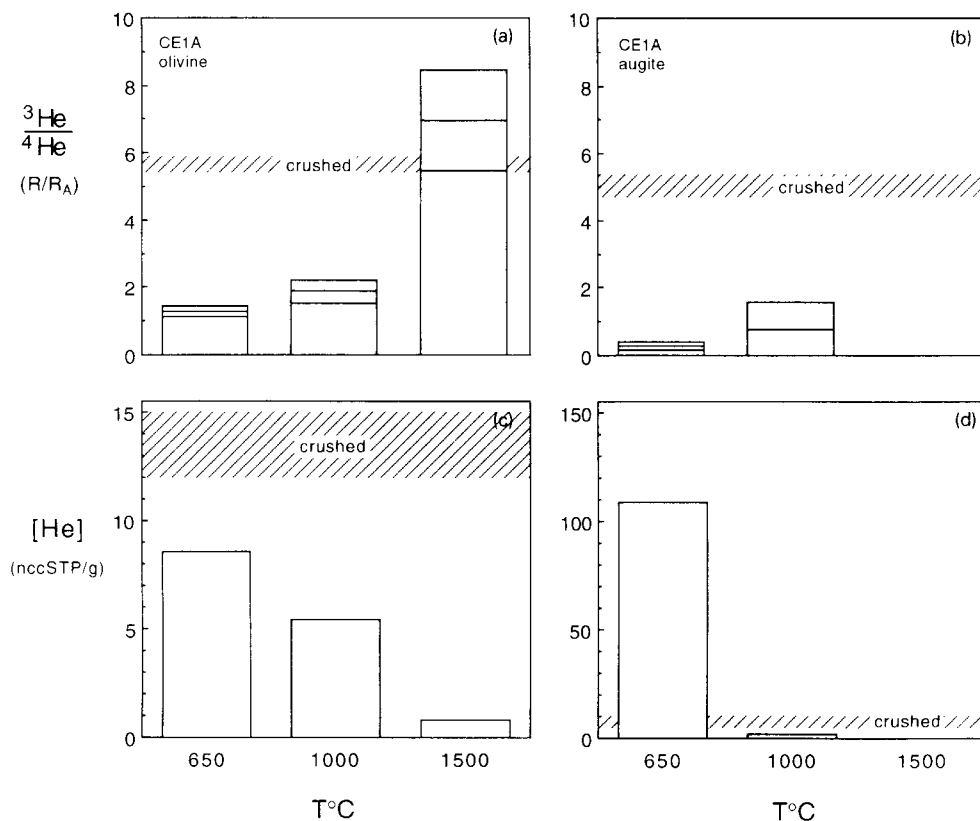 10
8
6
4
2
0
³He
⁴He
(R/RA)
CE1A
olivine
(a)
crushed
10
8
6
4
2
0
CE1A
augite
(b)
crushed
15
10
5
0
[He]
(nccSTP/g)
(c)
crushed
650 1000 1500
T°C
150
100
50
0
(d)
crushed
650 1000 1500
T°C